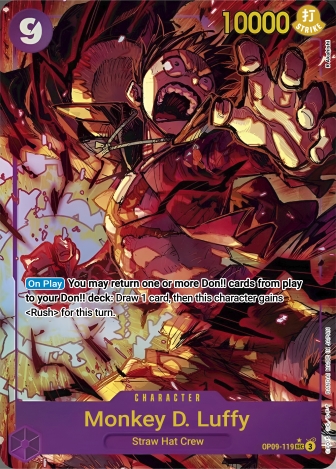 9
10000
打
STRIKE
On Play You may return one or more Don!! cards from play
to your Don!! deck: Draw 1 card, then this character gains
<Rush> for this turn.
CHARACTER
Monkey D. Luffy
Straw Hat Crew
OP09-119 SEC 3